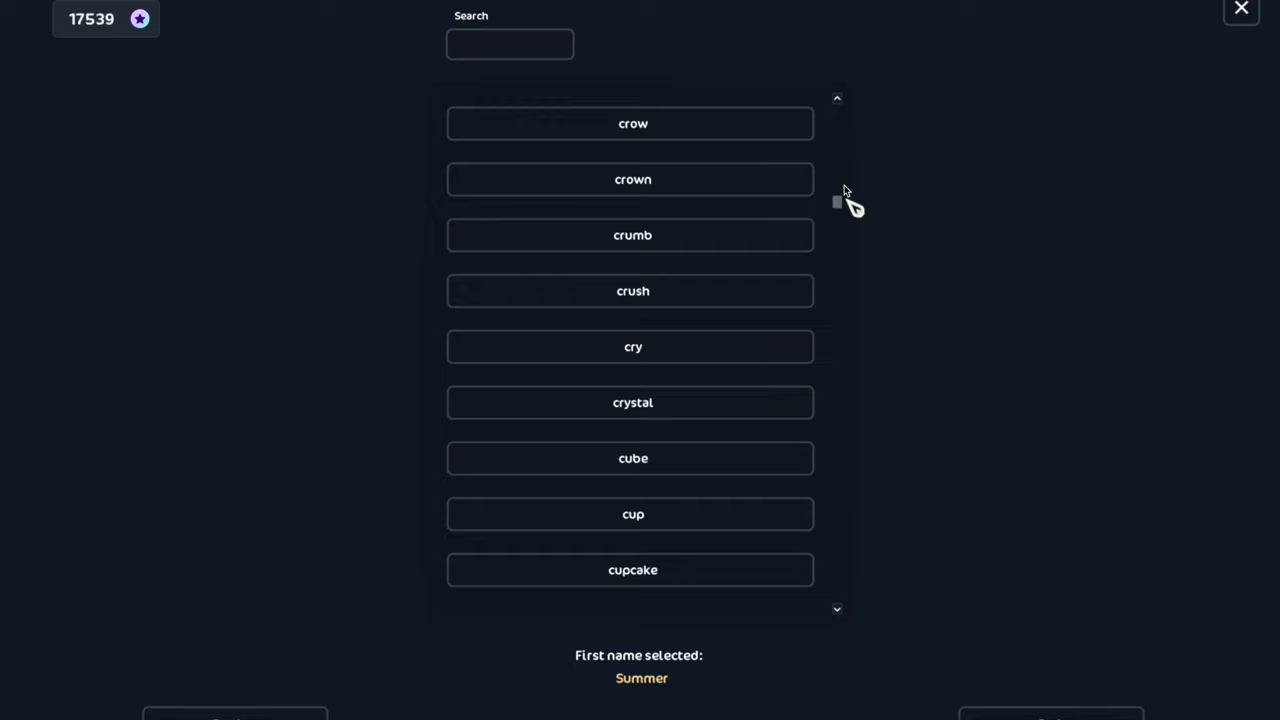 17539
Search
crow
crown
crumb
crush
cry
crystal
cube
cup
cupcake
First name selected:
Summer